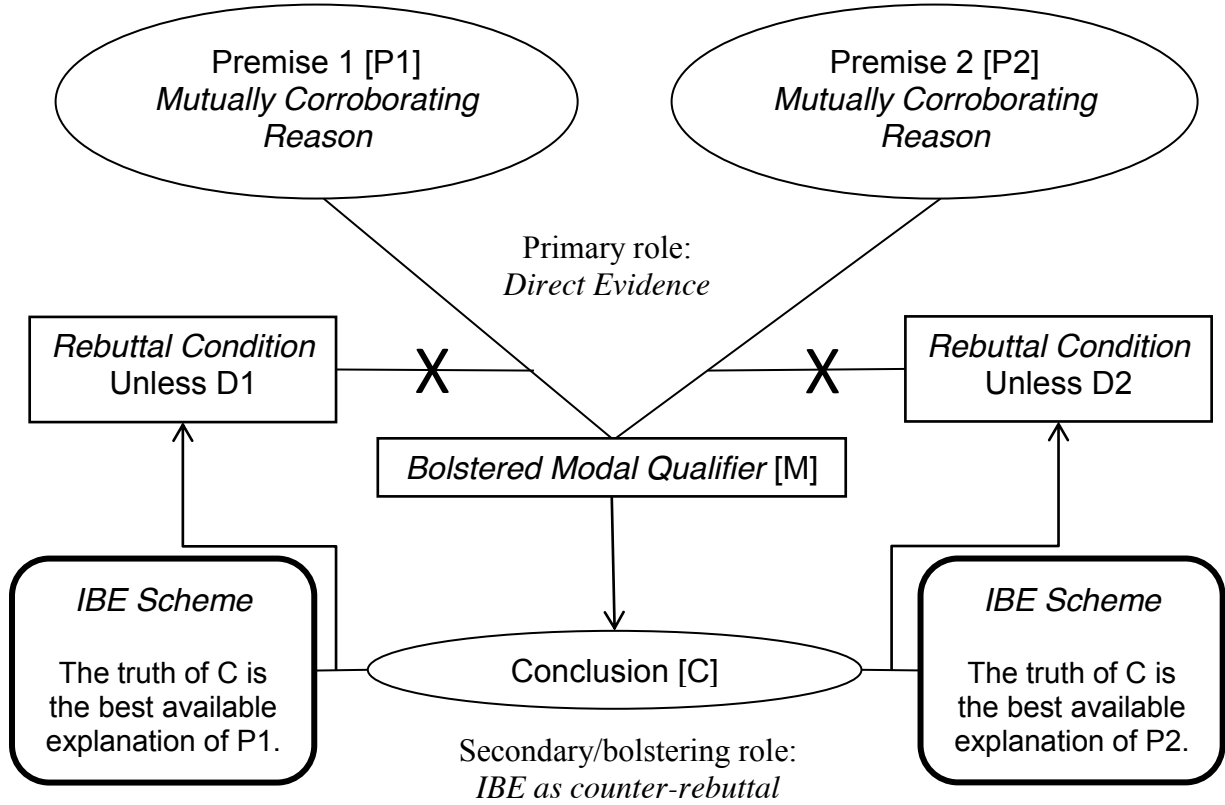 Premise 1 [P1]
Mutually Corroborating
Reason
Premise 2 [P2]
Mutually Corroborating
Reason
Primary role:
Direct Evidence
Rebuttal Condition
Unless D1
X
X
Rebuttal Condition
Unless D2
Bolstered Modal Qualifier [M]
IBE Scheme
The truth of C is
the best available
explanation of P1.
Conclusion [C]
IBE Scheme
The truth of C is
the best available
explanation of P2.
Secondary/bolstering role:
IBE as counter-rebuttal